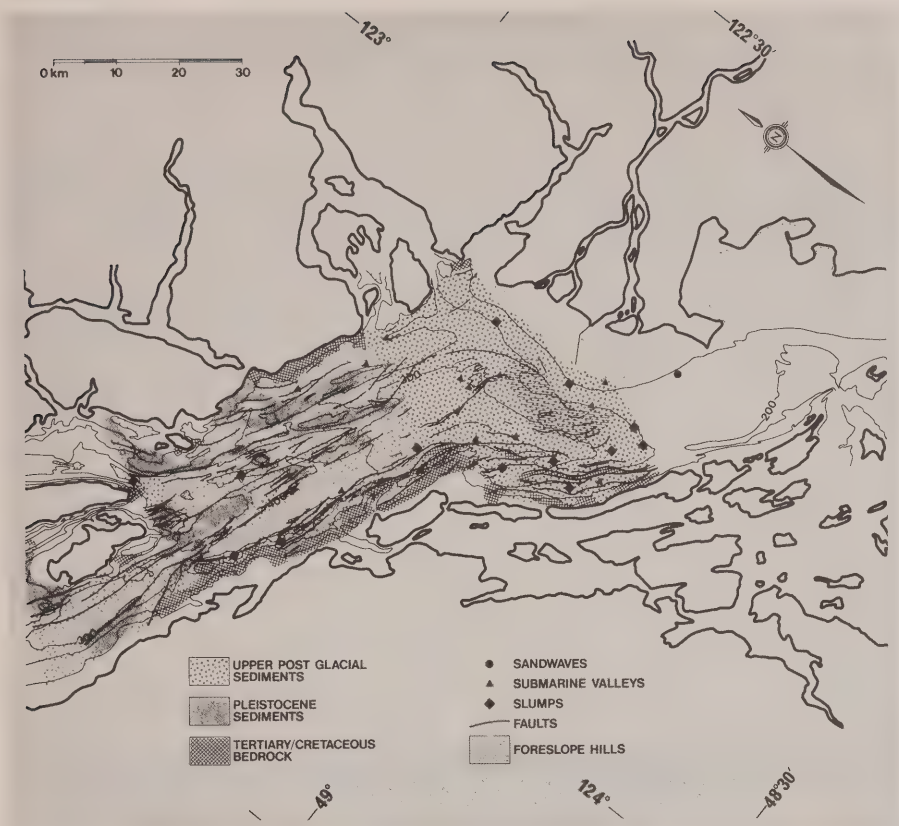 123°
122°30'
0 km 10 20 30
N
200
300
UPPER POST GLACIAL
SEDIMENTS
PLEISTOCENE
SEDIMENTS
TERTIARY/CRETACEOUS
BEDROCK
SANDWAVES
SUBMARINE VALLEYS
SLUMPS
FAULTS
FORESLOPE HILLS
49°
124°
48°30'